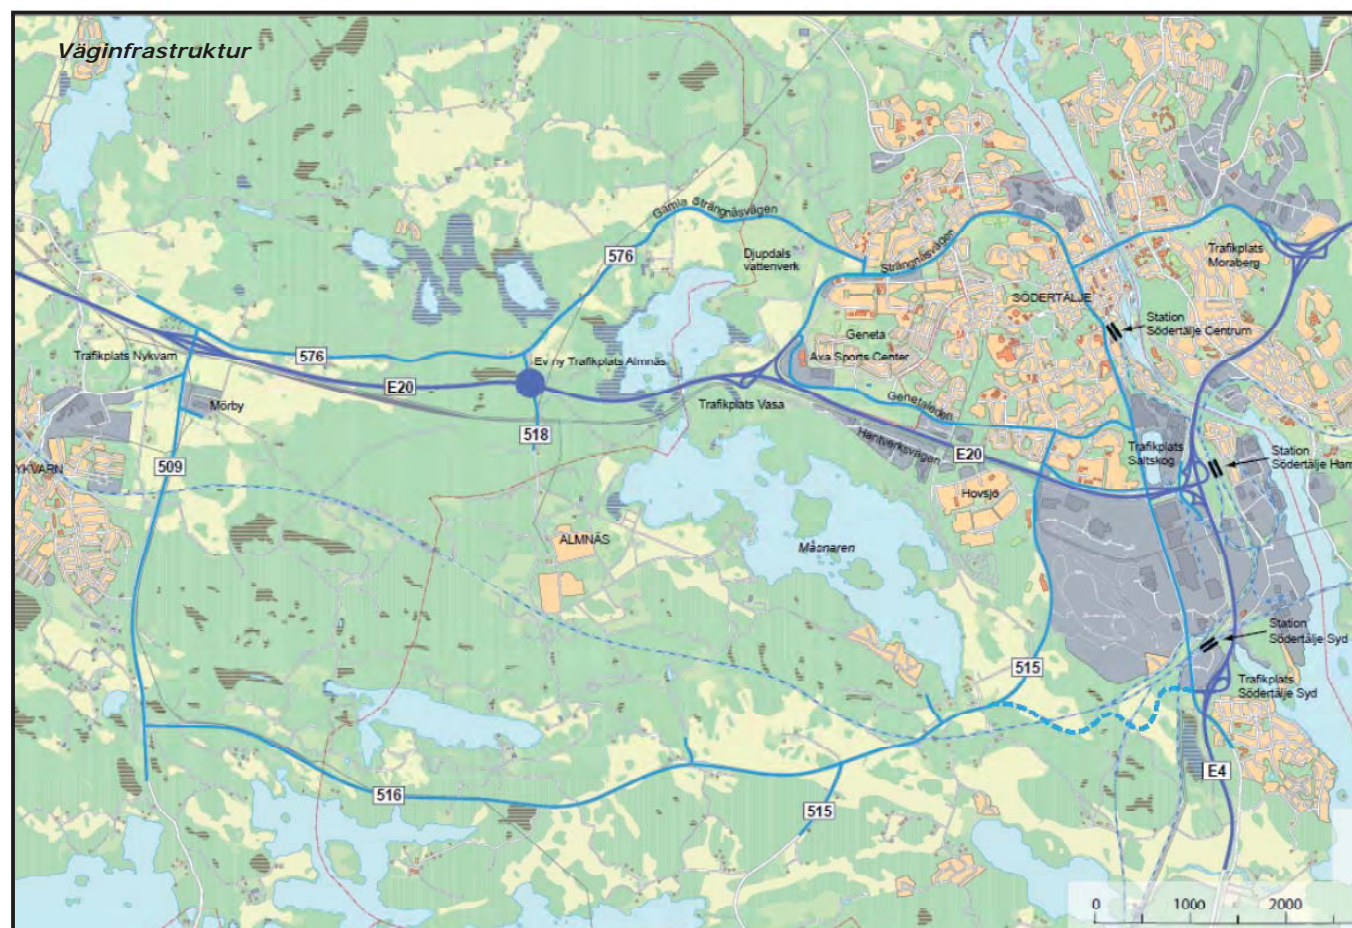 Väginfrastruktur
Gamla Strängnäsvägen
576
Djupdals
vattenverk
Strängnäsvägen
Trafikplats
Moraberg
SÖDERTÄLJE
Station
Södertälje Centrum
Geneta
Axa Sports Center
Trafikplats Nykvarn
576
E20
Ev ny Trafikplats Almnäs
Mörby
Trafikplats Vasa
Genetaleden
518
Hantverksvägen
E20
Trafikplats
Saltskog
Station
Södertälje Ham
YKVARN
509
Hovsjö
ALMNÄS
Måsnaren
Station
Södertälje Syd
515
Trafikplats
Södertälje Syd
E4
516
515
0 1000 2000